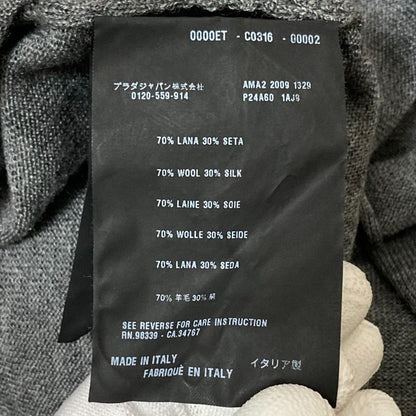 0000ET - C0316 - 00002
プラダジャパン株式会社 AMA2 2009 1329
0120-559-914 P24A60 1AJ9
70% LANA 30% SETA
70% WOOL 30% SILK
70% LAINE 30% SOIE
70% WOLLE 30% SEIDE
70% LANA 30% SEDA
70% 羊毛 30% 絹
SEE REVERSE FOR CARE INSTRUCTION
RN.98339 - CA.34767
MADE IN ITALY イタリア製
FABRIQUÉ EN ITALY